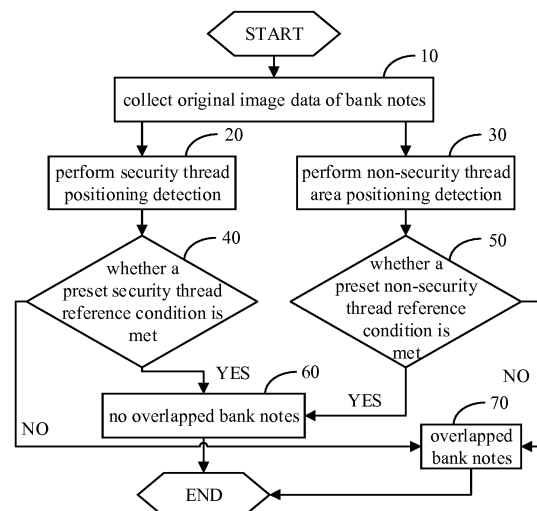 START
10
collect original image data of bank notes
20
30
perform security thread
positioning detection
perform non-security thread
area positioning detection
40
50
whether a
preset security thread
reference condition is
met
whether a
preset non-security
thread reference
condition is
met
YES
60
no overlapped bank notes
YES
NO
70
NO
overlapped
bank notes
END